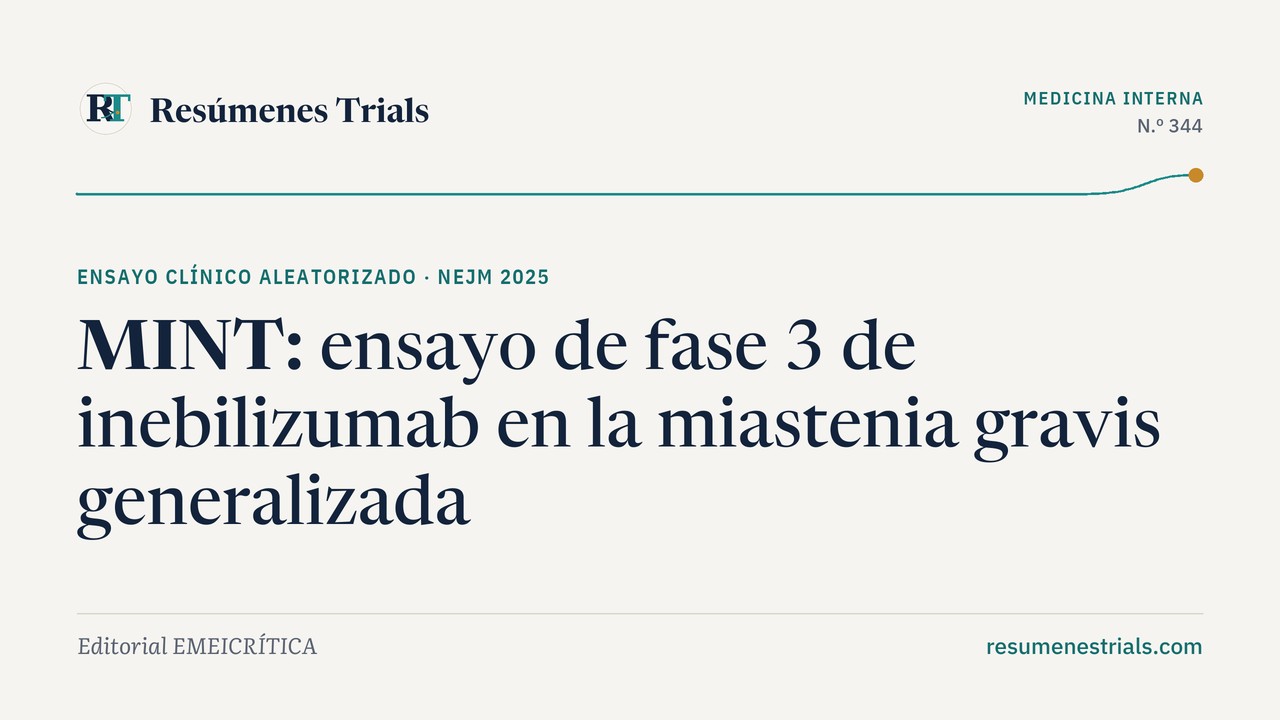 RT Resúmenes Trials
MEDICINA INTERNA
N.º 344
ENSAYO CLÍNICO ALEATORIZADO · NEJM 2025
MINT: ensayo de fase 3 de
inebilizumab en la miastenia gravis
generalizada
Editorial EMEICRÍTICA
resumenestrials.com